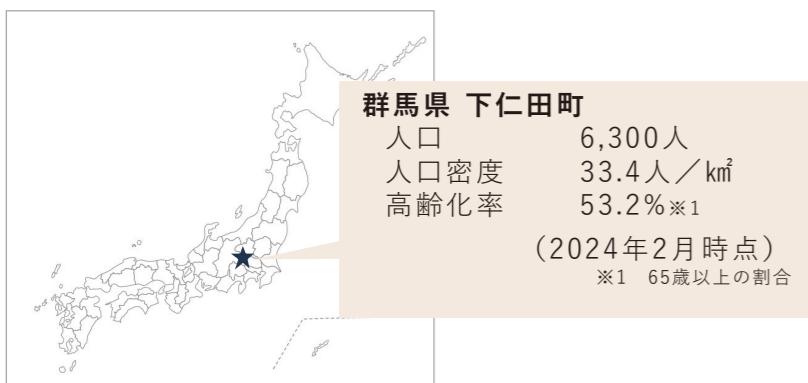 群馬県 下仁田町
人口 6,300人
人口密度 33.4人／㎢
高齢化率 53.2%※1
（2024年2月時点）
※1 65歳以上の割合